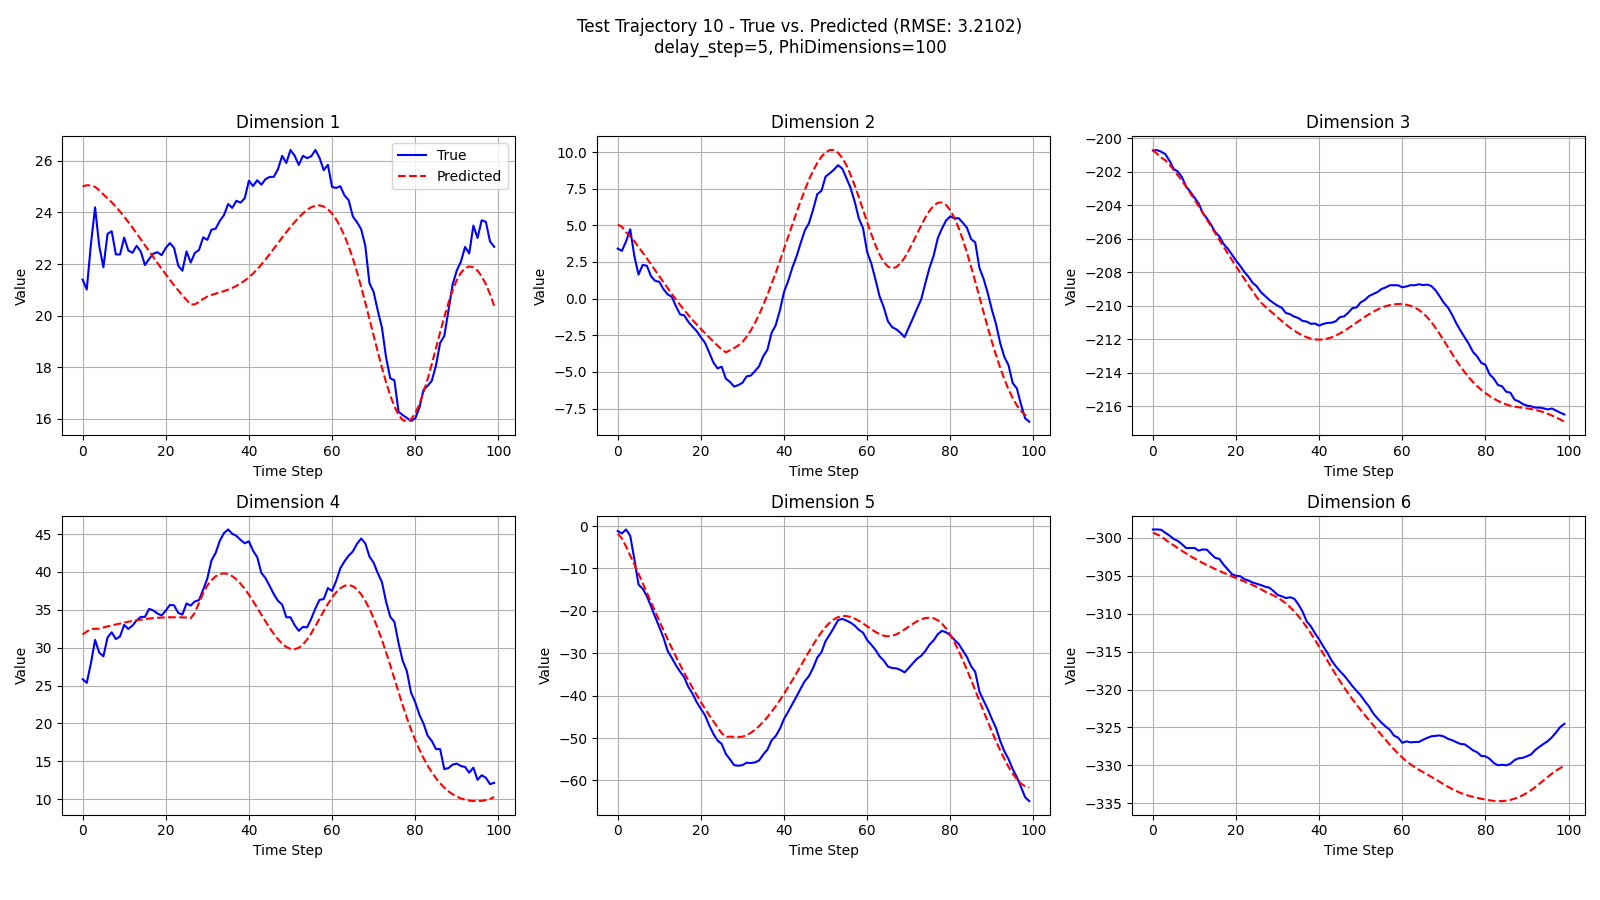 Test Trajectory 10 - True vs. Predicted (RMSE: 3.2102)
delay_step=5, PhiDimensions=100
Dimension 1
Value
26
24
22
20
18
16
0 20 40 60 80 100
Time Step
True
Predicted
Dimension 2
Value
10.0
7.5
5.0
2.5
0.0
−2.5
−5.0
−7.5
0 20 40 60 80 100
Time Step
Dimension 3
Value
−200
−202
−204
−206
−208
−210
−212
−214
−216
0 20 40 60 80 100
Time Step
Dimension 4
Value
45
40
35
30
25
20
15
10
0 20 40 60 80 100
Time Step
Dimension 5
Value
0
−10
−20
−30
−40
−50
−60
0 20 40 60 80 100
Time Step
Dimension 6
Value
−300
−305
−310
−315
−320
−325
−330
−335
0 20 40 60 80 100
Time Step